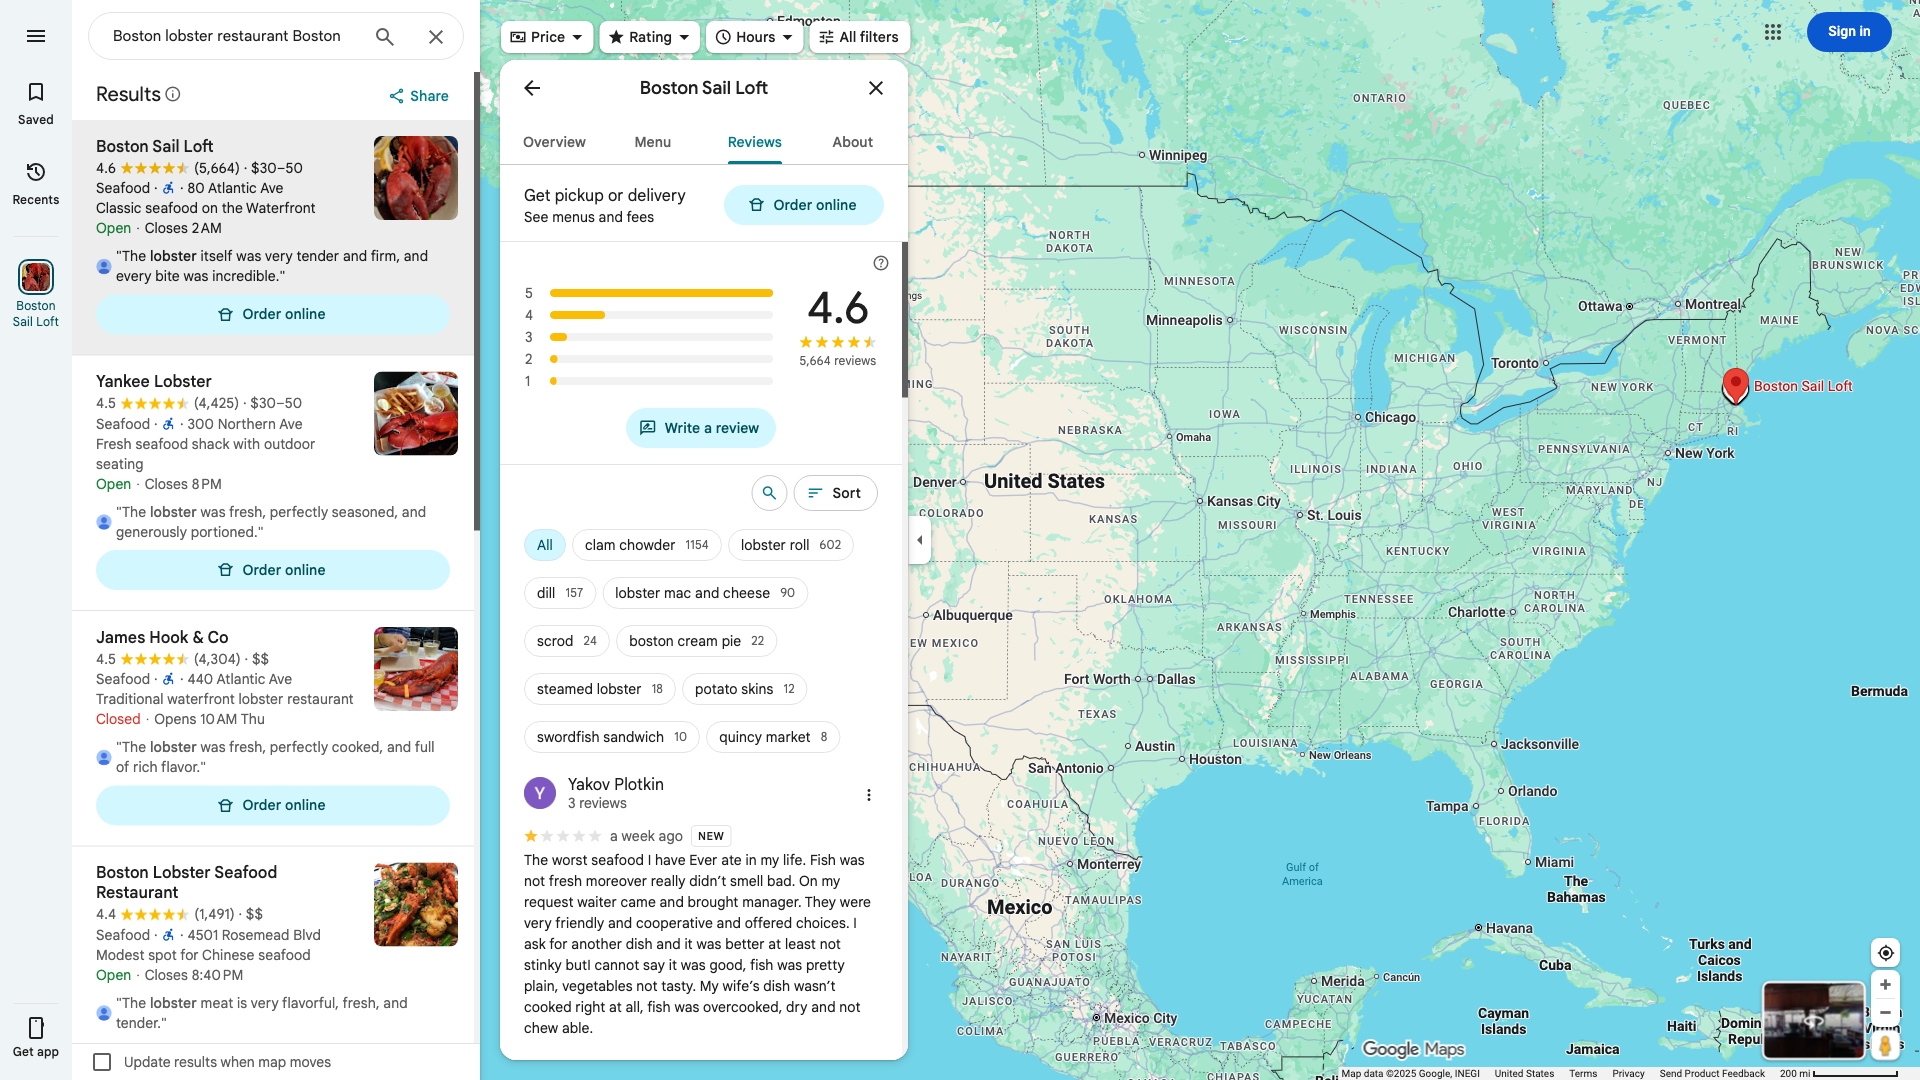 Boston lobster restaurant Boston
Saved
Recents
Boston
Sail Loft
Get app
Results
Share
Boston Sail Loft
4.6 (5,664) · $30–50
Seafood · 80 Atlantic Ave
Classic seafood on the Waterfront
Open · Closes 2 AM
"The lobster itself was very tender and firm, and
every bite was incredible."
Order online
Yankee Lobster
4.5 (4,425) · $30–50
Seafood · 300 Northern Ave
Fresh seafood shack with outdoor
seating
Open · Closes 8 PM
"The lobster was fresh, perfectly seasoned, and
generously portioned."
Order online
James Hook & Co
4.5 (4,304) · $$
Seafood · 440 Atlantic Ave
Traditional waterfront lobster restaurant
Closed · Opens 10 AM Thu
"The lobster was fresh, perfectly cooked, and full
of rich flavor."
Order online
Boston Lobster Seafood
Restaurant
4.4 (1,491) · $$
Seafood · 4501 Rosemead Blvd
Modest spot for Chinese seafood
Open · Closes 8:40 PM
"The lobster meat is very flavorful, fresh, and
tender."
Update results when map moves
Price
Rating
Hours
All filters
Sign in
Boston Sail Loft
Overview
Menu
Reviews
About
Get pickup or delivery
See menus and fees
Order online
5
4
3
2
1
4.6
5,664 reviews
Write a review
Sort
All
clam chowder 1154
lobster roll 602
dill 157
lobster mac and cheese 90
scrod 24
boston cream pie 22
steamed lobster 18
potato skins 12
swordfish sandwich 10
quincy market 8
Y
Yakov Plotkin
3 reviews
a week ago NEW
The worst seafood I have Ever ate in my life. Fish was
not fresh moreover really didn’t smell bad. On my
request waiter came and brought manager. They were
very friendly and cooperative and offered choices. I
ask for another dish and it was better at least not
stinky butI cannot say it was good, fish was pretty
plain, vegetables not tasty. My wife’s dish wasn’t
cooked right at all, fish was overcooked, dry and not
chew able.
Edmonton
ONTARIO
QUEBEC
Winnipeg
NORTH
DAKOTA
MINNESOTA
NEW
BRUNSWICK
Ottawa
Montreal
MAINE
NOVA SC
SOUTH
DAKOTA
Minneapolis
WISCONSIN
MICHIGAN
Toronto
VERMONT
NEW YORK
Boston Sail Loft
CT
RI
IOWA
Chicago
NEBRASKA
Omaha
PENNSYLVANIA
New York
ILLINOIS
INDIANA
OHIO
Denver
United States
MARYLAND
NJ
DE
COLORADO
KANSAS
Kansas City
MISSOURI
St. Louis
WEST
VIRGINIA
KENTUCKY
VIRGINIA
OKLAHOMA
TENNESSEE
NORTH
CAROLINA
Albuquerque
EW MEXICO
Memphis
Charlotte
ARKANSAS
SOUTH
CAROLINA
MISSISSIPPI
ALABAMA
GEORGIA
Fort Worth
Dallas
Bermuda
TEXAS
LOUISIANA
Austin
Jacksonville
CHIHUAHUA
San Antonio
Houston
New Orleans
COAHUILA
Orlando
Tampa
FLORIDA
NUEVO LEON
Monterrey
Miami
Gulf of
America
The
Bahamas
DURANGO
Mexico
TAMAULIPAS
Havana
SAN LUIS
POTOSI
NAYARIT
Turks and
Caicos
Islands
Cuba
GUANAJUATO
Merida
Cancún
YUCATAN
JALISCO
Mexico City
Cayman
Islands
COLIMA
CAMPECHE
Haiti
PUEBLA
VERACRUZ
TABASCO
GUERRERO
Jamaica
CHIAPAS
Google Maps
Map data ©2025 Google, INEGI
United States
Terms
Privacy
Send Product Feedback
200 mi